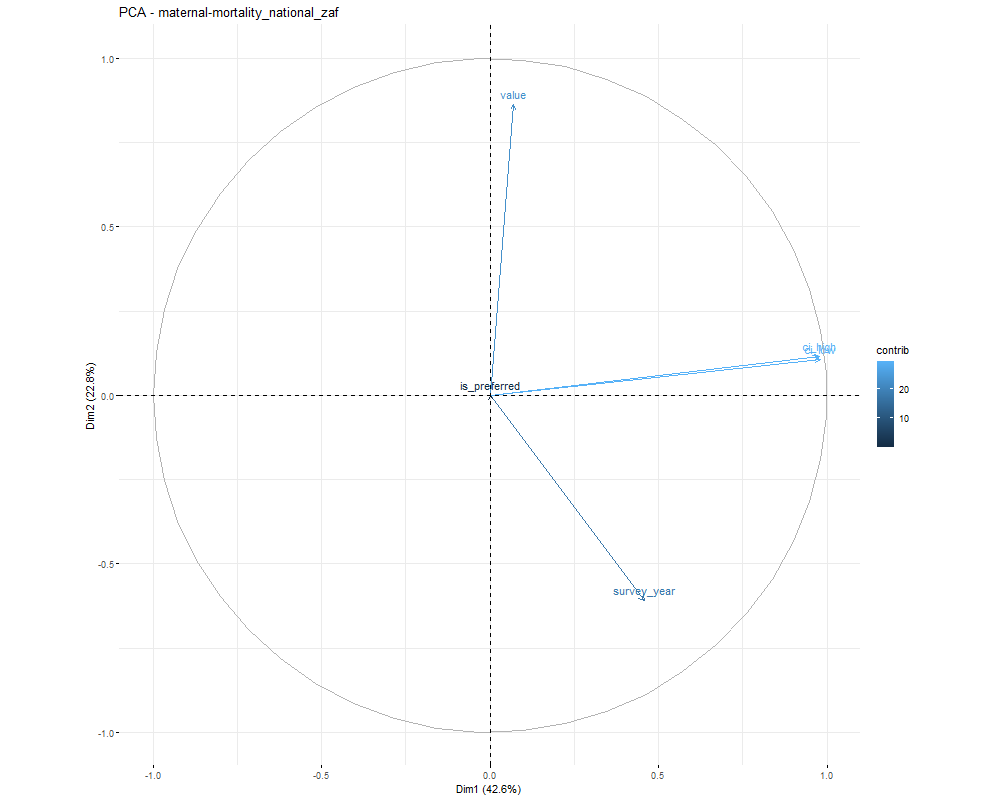 PCA - maternal-mortality_national_zaf
1.0
value
0.5
ci_high
ci_low
contrib
20
10
is_preferred
0.0
Dim2 (22.8%)
-0.5
survey_year
-1.0
-1.0
-0.5
0.0
0.5
1.0
Dim1 (42.6%)